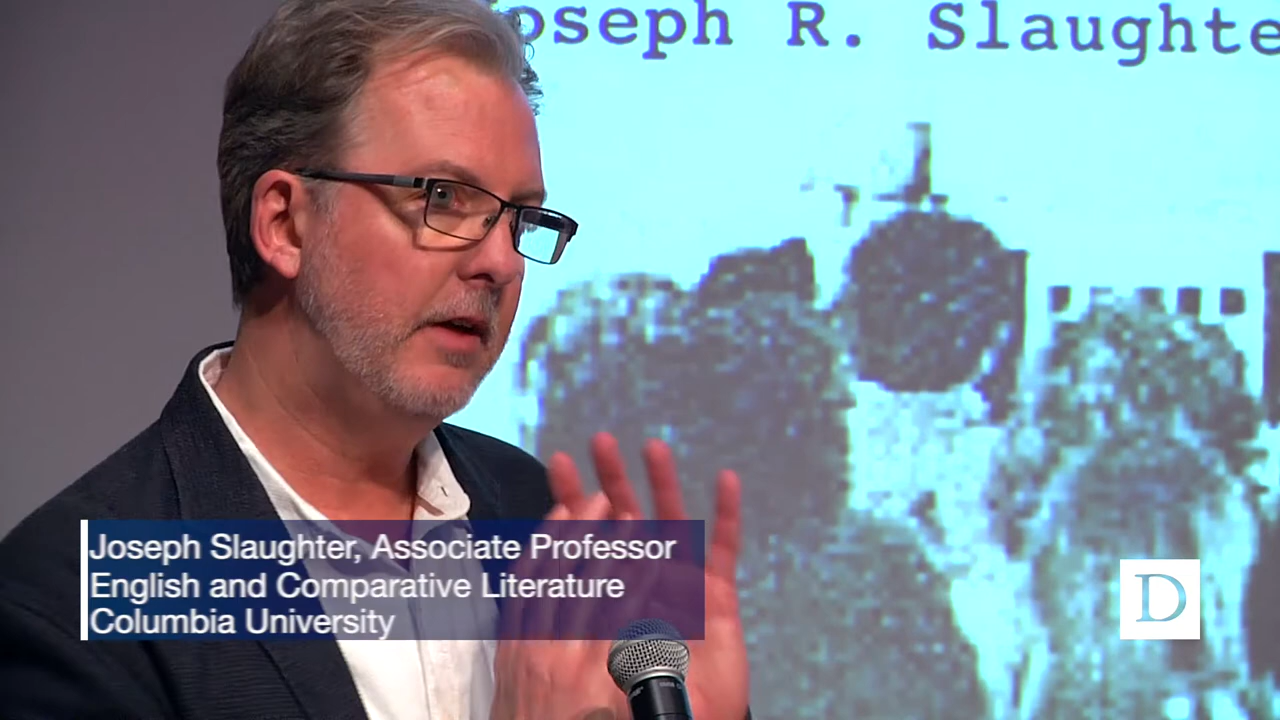 oseph R. Slaughte
Joseph Slaughter, Associate Professor
English and Comparative Literature
Columbia University
D